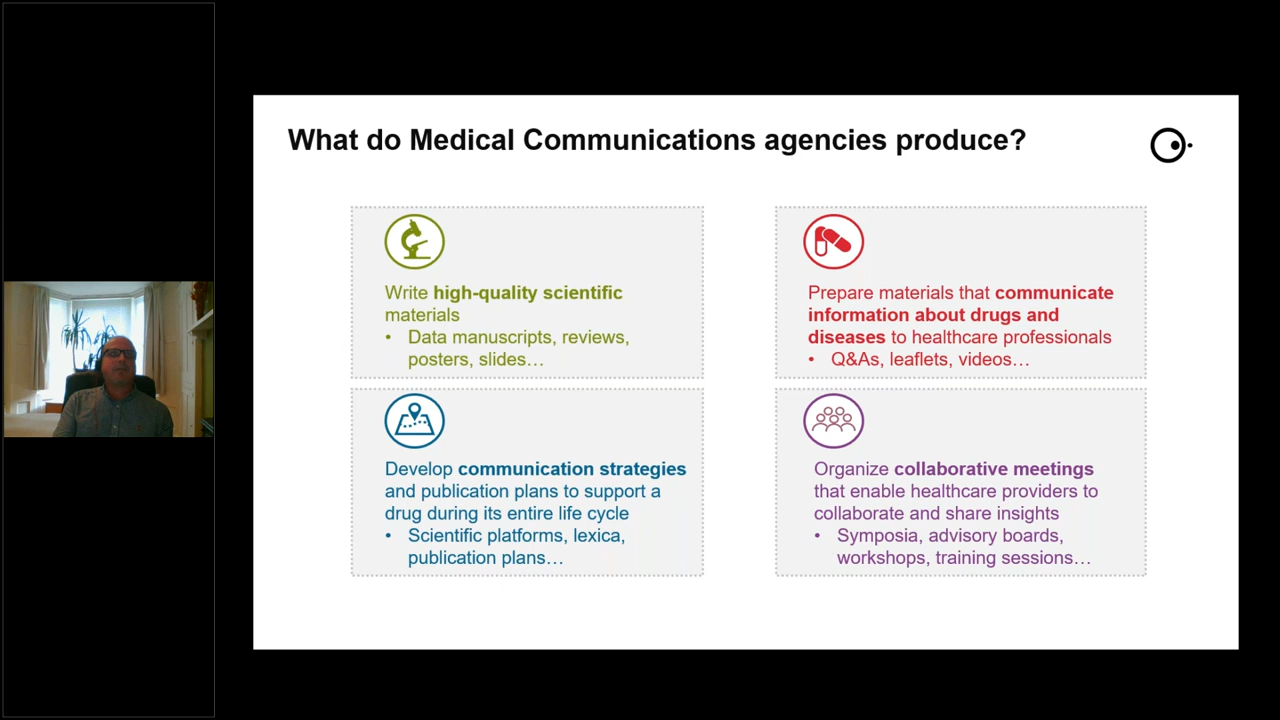 What do Medical Communications agencies produce?
Write high-quality scientific
materials
• Data manuscripts, reviews,
posters, slides…
Prepare materials that communicate
information about drugs and
diseases to healthcare professionals
• Q&As, leaflets, videos…
Develop communication strategies
and publication plans to support a
drug during its entire life cycle
• Scientific platforms, lexica,
publication plans…
Organize collaborative meetings
that enable healthcare providers to
collaborate and share insights
• Symposia, advisory boards,
workshops, training sessions…